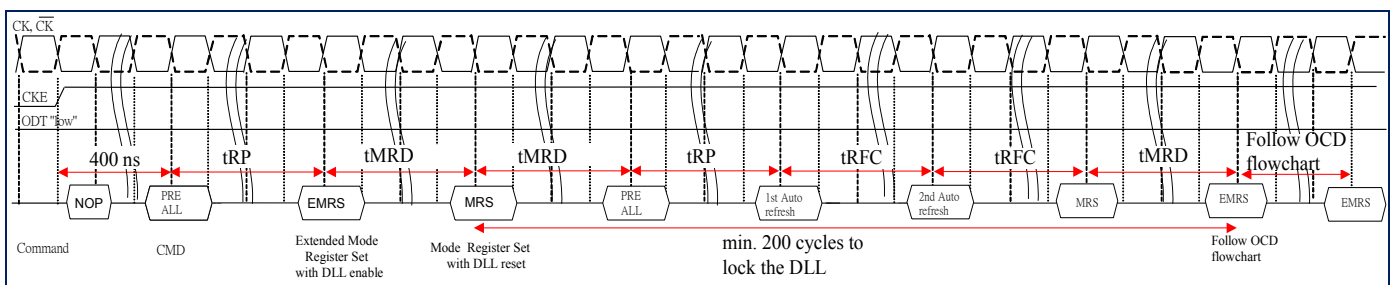 CK, CK
CKE
ODT "low"
400 ns
tRP
tMRD
tMRD
tRP
tRFC
tRFC
tMRD
Follow OCD
flowchart
NOP
PRE
ALL
EMRS
MRS
PRE
ALL
1st Auto
refresh
2nd Auto
refresh
MRS
EMRS
EMRS
Command
CMD
Extended Mode
Register Set
with DLL enable
Mode Register Set
with DLL reset
min. 200 cycles to
lock the DLL
Follow OCD
flowchart